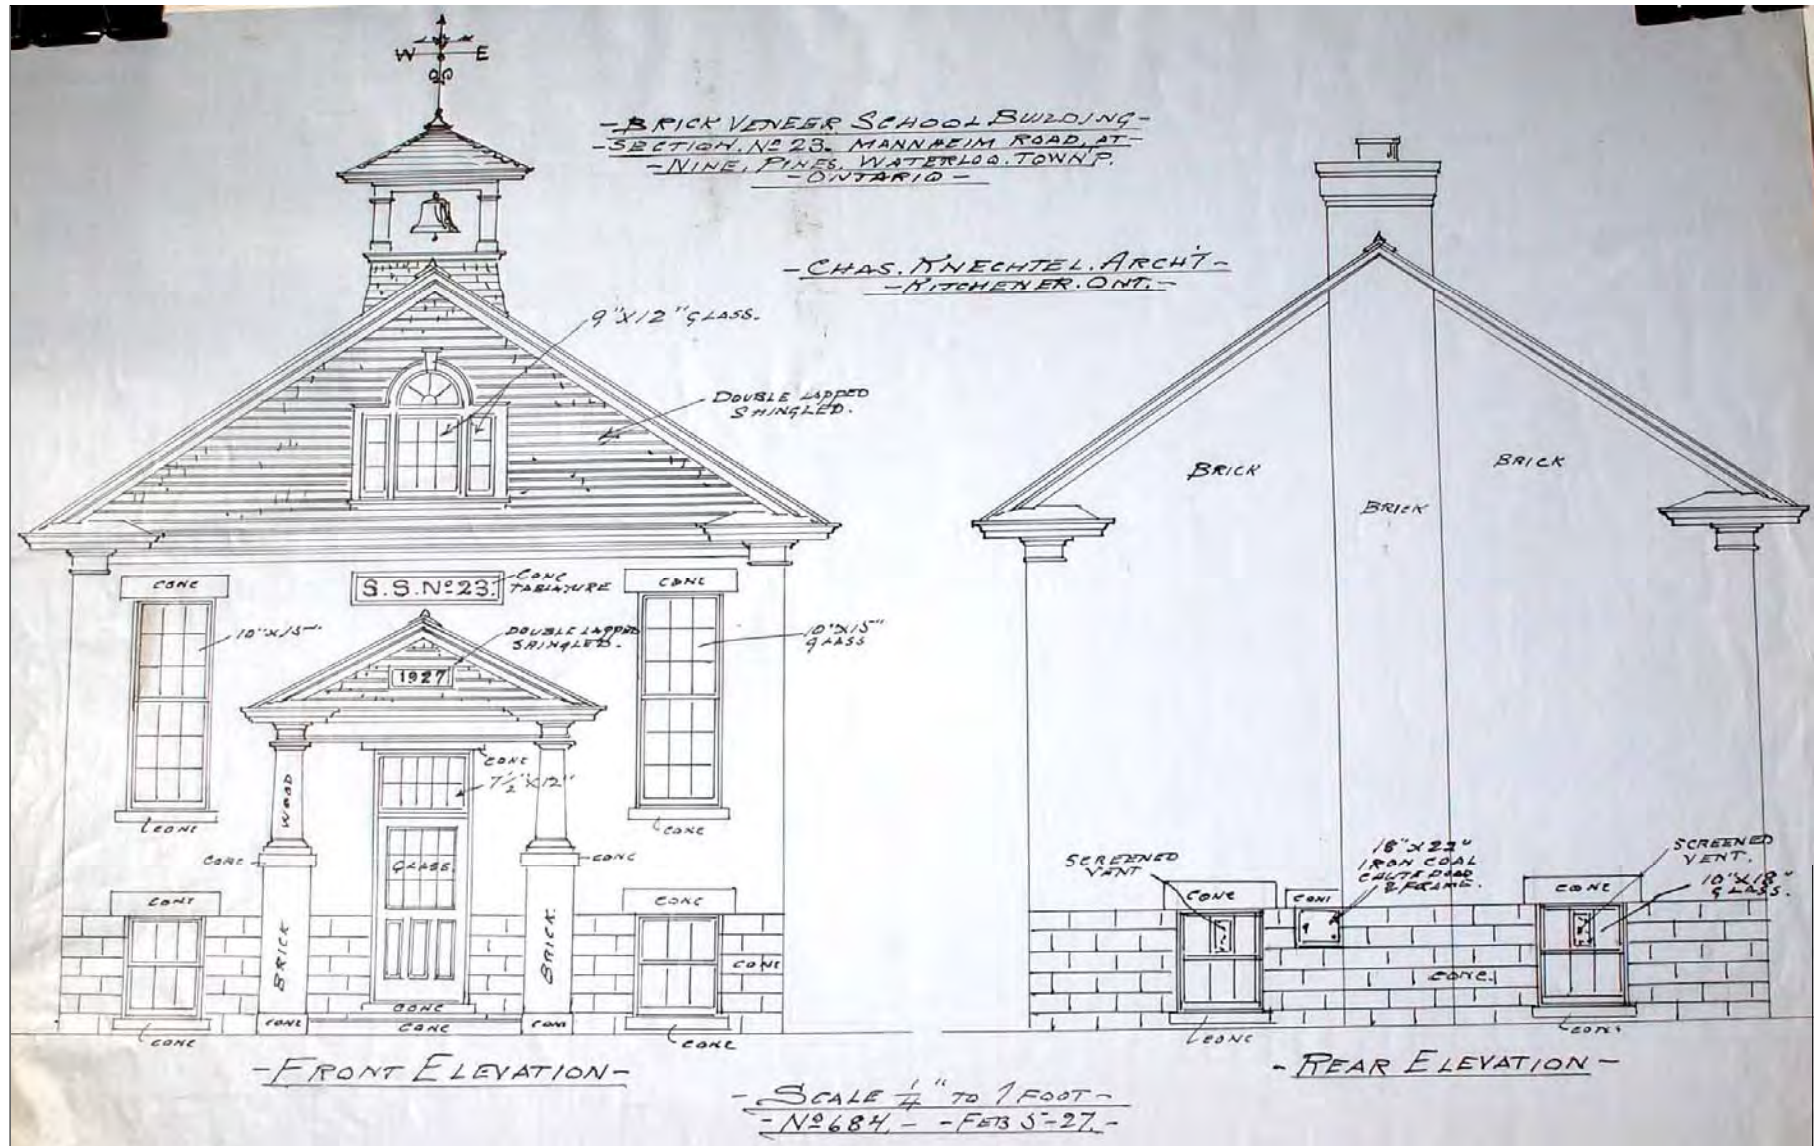 W E
- BRICK VENEER SCHOOL BUILDING -
- SECTION. Nº 23. MANNHEIM ROAD, AT -
- NINE, PINES, WATERLOO. TOWN'P.
- ONTARIO -
- CHAS. KNECHTEL. ARCH'T -
- KITCHENER. ONT. -
9"X12" GLASS.
DOUBLE LAPPED
SHINGLED.
CONC
S.S. Nº 23.
CONC
TABLATURE
CONC
10"X15"
DOUBLE LAPPED
SHINGLED.
10"X15"
GLASS
1927
CONC
7½"X12"
WOOD
CONC
CONC
CONC
GLASS
CONC
CONT
CONC
BRICK
BRICK
CONC
CONC
CONC
CONC
CONC
CONC
CONC
- FRONT ELEVATION -
BRICK
BRICK
BRICK
SCREENED
VENT
18"X22"
IRON COAL
CHUTE DOOR
& FRAME.
SCREENED
VENT.
10"X18"
GLASS.
CONC
CONC
CONC
CONC.
CONC
CONC
- REAR ELEVATION -
- SCALE ¼" TO 1 FOOT -
- Nº 684. - - FEB 5-27. -